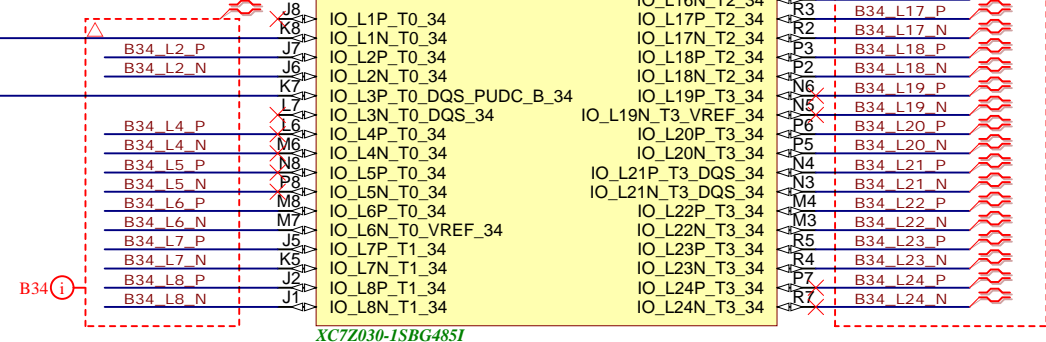 IO_L16N_T2_34
J8 IO_L1P_T0_34 IO_L17P_T2_34 R3 B34_L17_P
K8 IO_L1N_T0_34 IO_L17N_T2_34 R2 B34_L17_N
B34_L2_P J7 IO_L2P_T0_34 IO_L18P_T2_34 P3 B34_L18_P
B34_L2_N J6 IO_L2N_T0_34 IO_L18N_T2_34 P2 B34_L18_N
K7 IO_L3P_T0_DQS_PUDC_B_34 IO_L19P_T3_34 N6 B34_L19_P
L7 IO_L3N_T0_DQS_34 IO_L19N_T3_VREF_34 N5 B34_L19_N
B34_L4_P L6 IO_L4P_T0_34 IO_L20P_T3_34 P6 B34_L20_P
B34_L4_N M6 IO_L4N_T0_34 IO_L20N_T3_34 P5 B34_L20_N
B34_L5_P N8 IO_L5P_T0_34 IO_L21P_T3_DQS_34 N4 B34_L21_P
B34_L5_N P8 IO_L5N_T0_34 IO_L21N_T3_DQS_34 N3 B34_L21_N
B34_L6_P M8 IO_L6P_T0_34 IO_L22P_T3_34 M4 B34_L22_P
B34_L6_N M7 IO_L6N_T0_VREF_34 IO_L22N_T3_34 M3 B34_L22_N
B34_L7_P J5 IO_L7P_T1_34 IO_L23P_T3_34 R5 B34_L23_P
B34_L7_N K5 IO_L7N_T1_34 IO_L23N_T3_34 R4 B34_L23_N
B34 i B34_L8_P J2 IO_L8P_T1_34 IO_L24P_T3_34 P7 B34_L24_P
B34_L8_N J1 IO_L8N_T1_34 IO_L24N_T3_34 R7 B34_L24_N
XC7Z030-1SBG485I